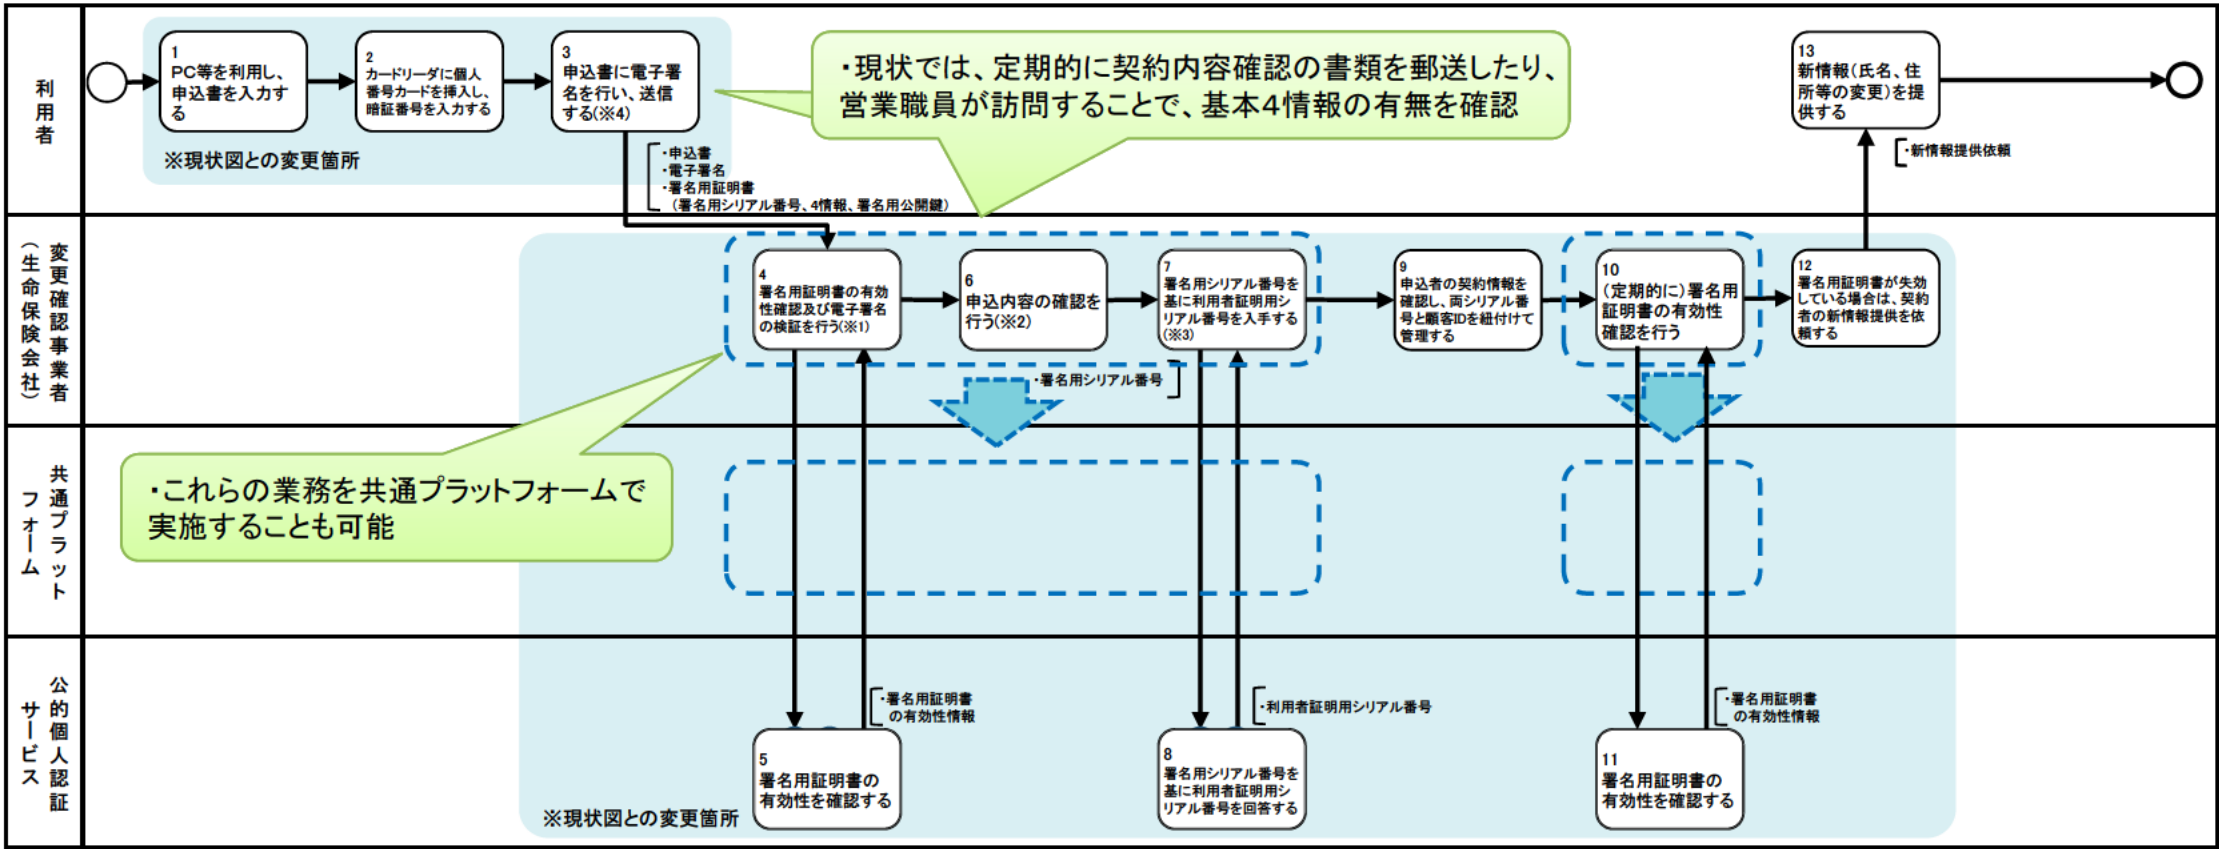 利用者
1
PC等を利用し、
申込書を入力す
る
2
カードリーダに個人
番号カードを挿入し、
暗証番号を入力する
3
申込書に電子署
名を行い、送信
する(※4)
※現状図との変更箇所
・申込書
・電子署名
・署名用証明書
(署名用シリアル番号、4情報、署名用公開鍵)
・現状では、定期的に契約内容確認の書類を郵送したり、
営業職員が訪問することで、基本4情報の有無を確認
13
新情報(氏名、住
所等の変更)を提
供する
・新情報提供依頼
変更確認事業者
(生命保険会社)
4
署名用証明書の有効
性確認及び電子署名
の検証を行う(※1)
6
申込内容の確認を
行う(※2)
7
署名用シリアル番号を
基に利用者証明用シ
リアル番号を入手する
(※3)
9
申込者の契約情報を
確認し、両シリアル番
号と顧客IDを紐付けて
管理する
10
(定期的に)署名用
証明書の有効性
確認を行う
12
署名用証明書が失効
している場合は、契約
者の新情報提供を依
頼する
・署名用シリアル番号
共通プラット
フォーム
・これらの業務を共通プラットフォームで
実施することも可能
公的個人認証
サービス
・署名用証明書
の有効性情報
・利用者証明用シリアル番号
・署名用証明書
の有効性情報
5
署名用証明書の
有効性を確認する
8
署名用シリアル番号を
基に利用者証明用シ
リアル番号を回答する
11
署名用証明書の
有効性を確認する
※現状図との変更箇所